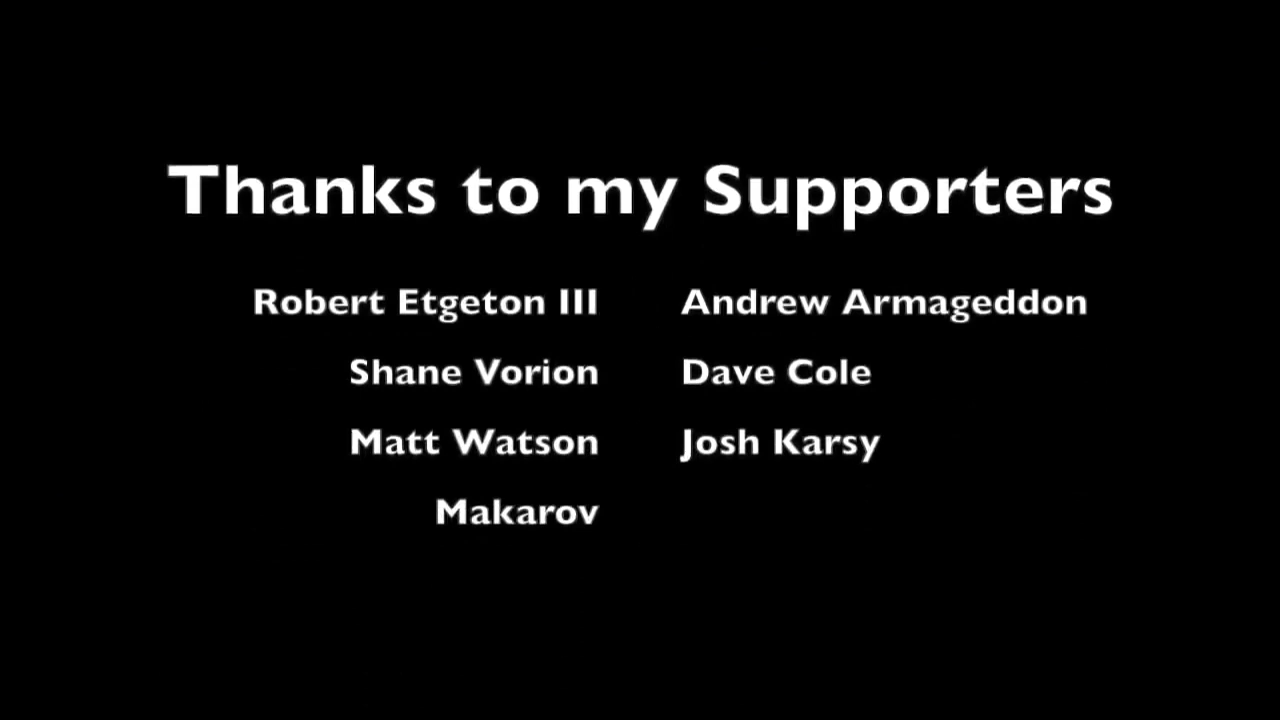 Thanks to my Supporters
Robert Etgeton III Andrew Armageddon
Shane Vorion Dave Cole
Matt Watson Josh Karsy
Makarov